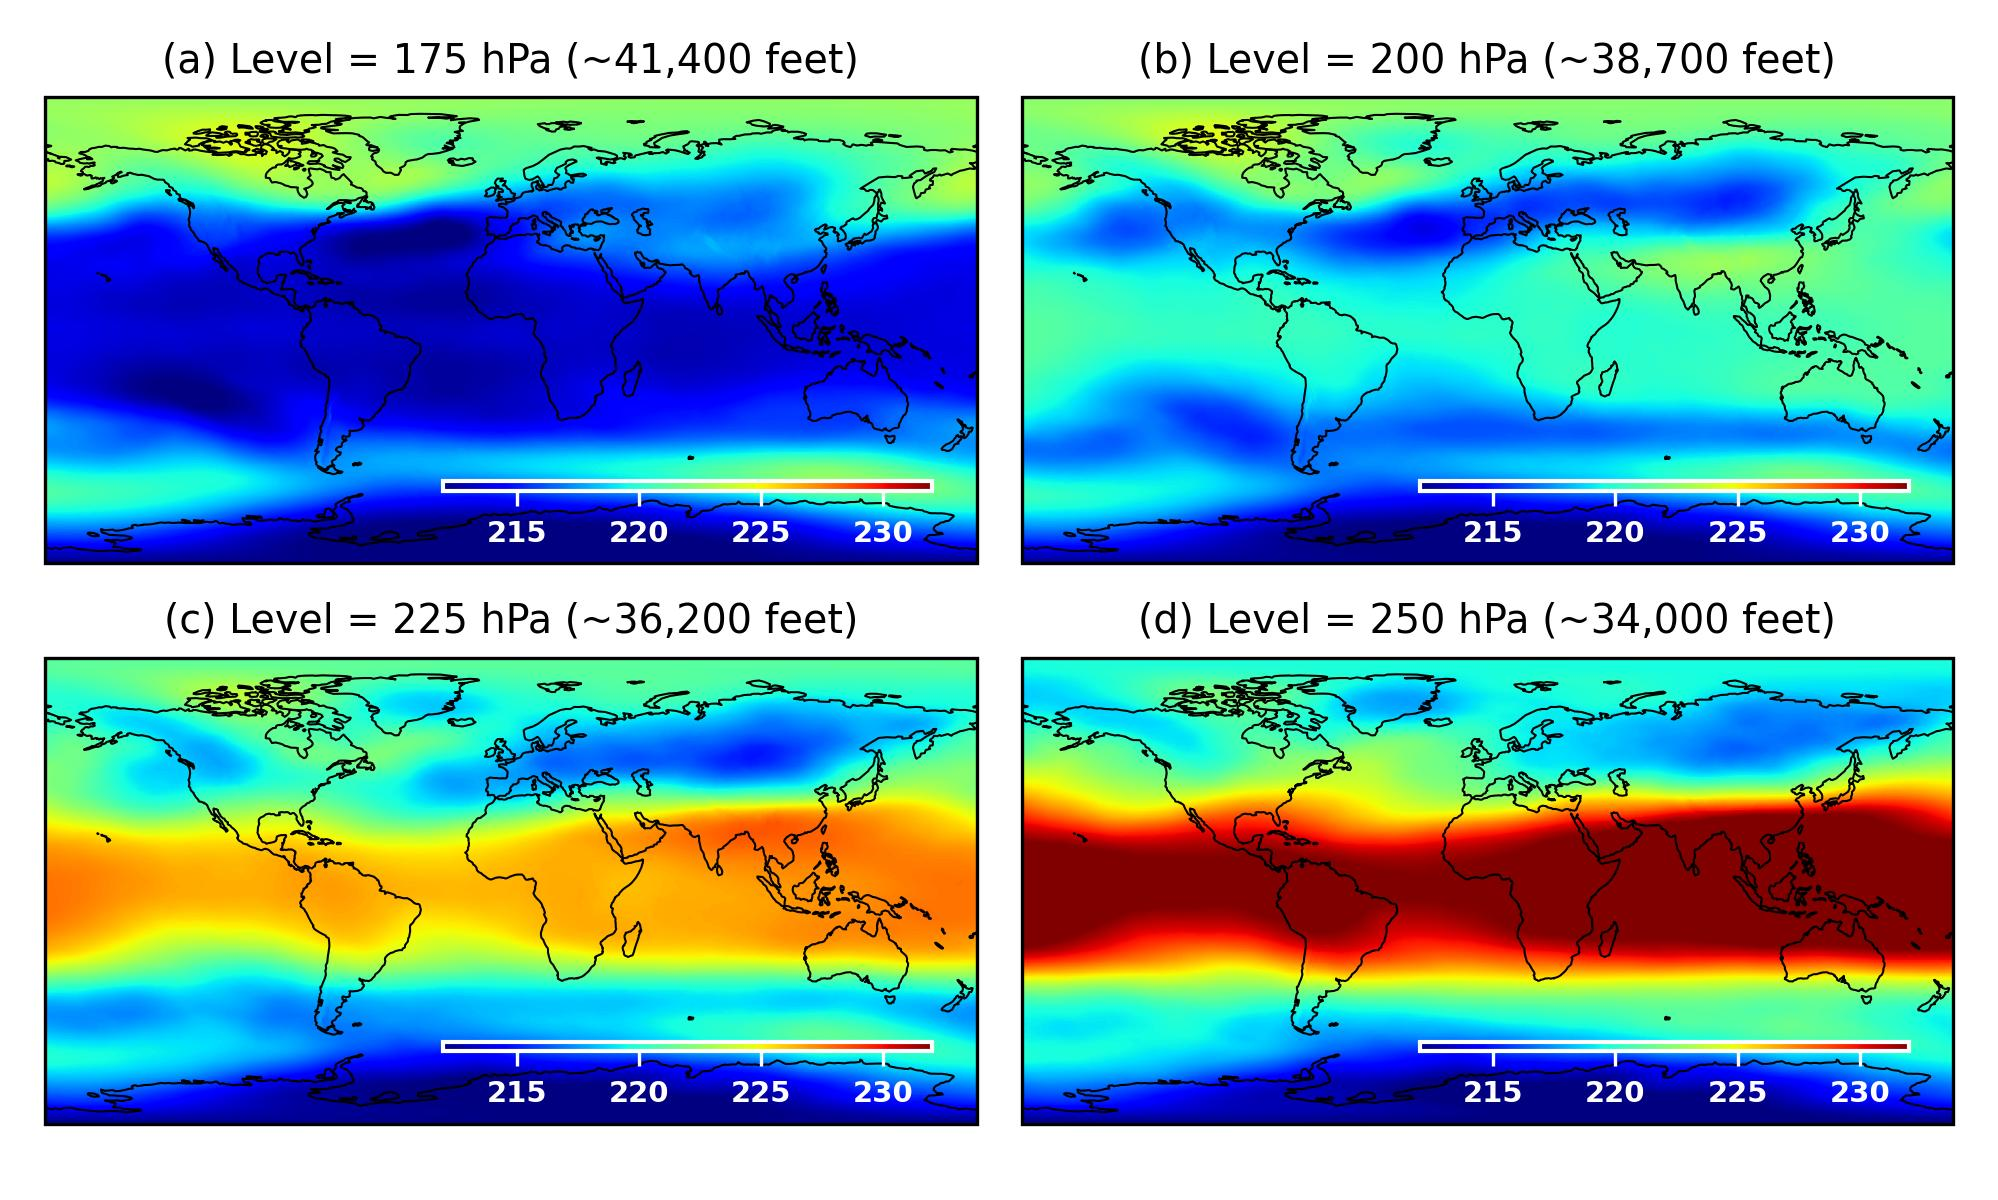 (a) Level = 175 hPa (~41,400 feet)
215 220 225 230
(b) Level = 200 hPa (~38,700 feet)
215 220 225 230
(c) Level = 225 hPa (~36,200 feet)
215 220 225 230
(d) Level = 250 hPa (~34,000 feet)
215 220 225 230